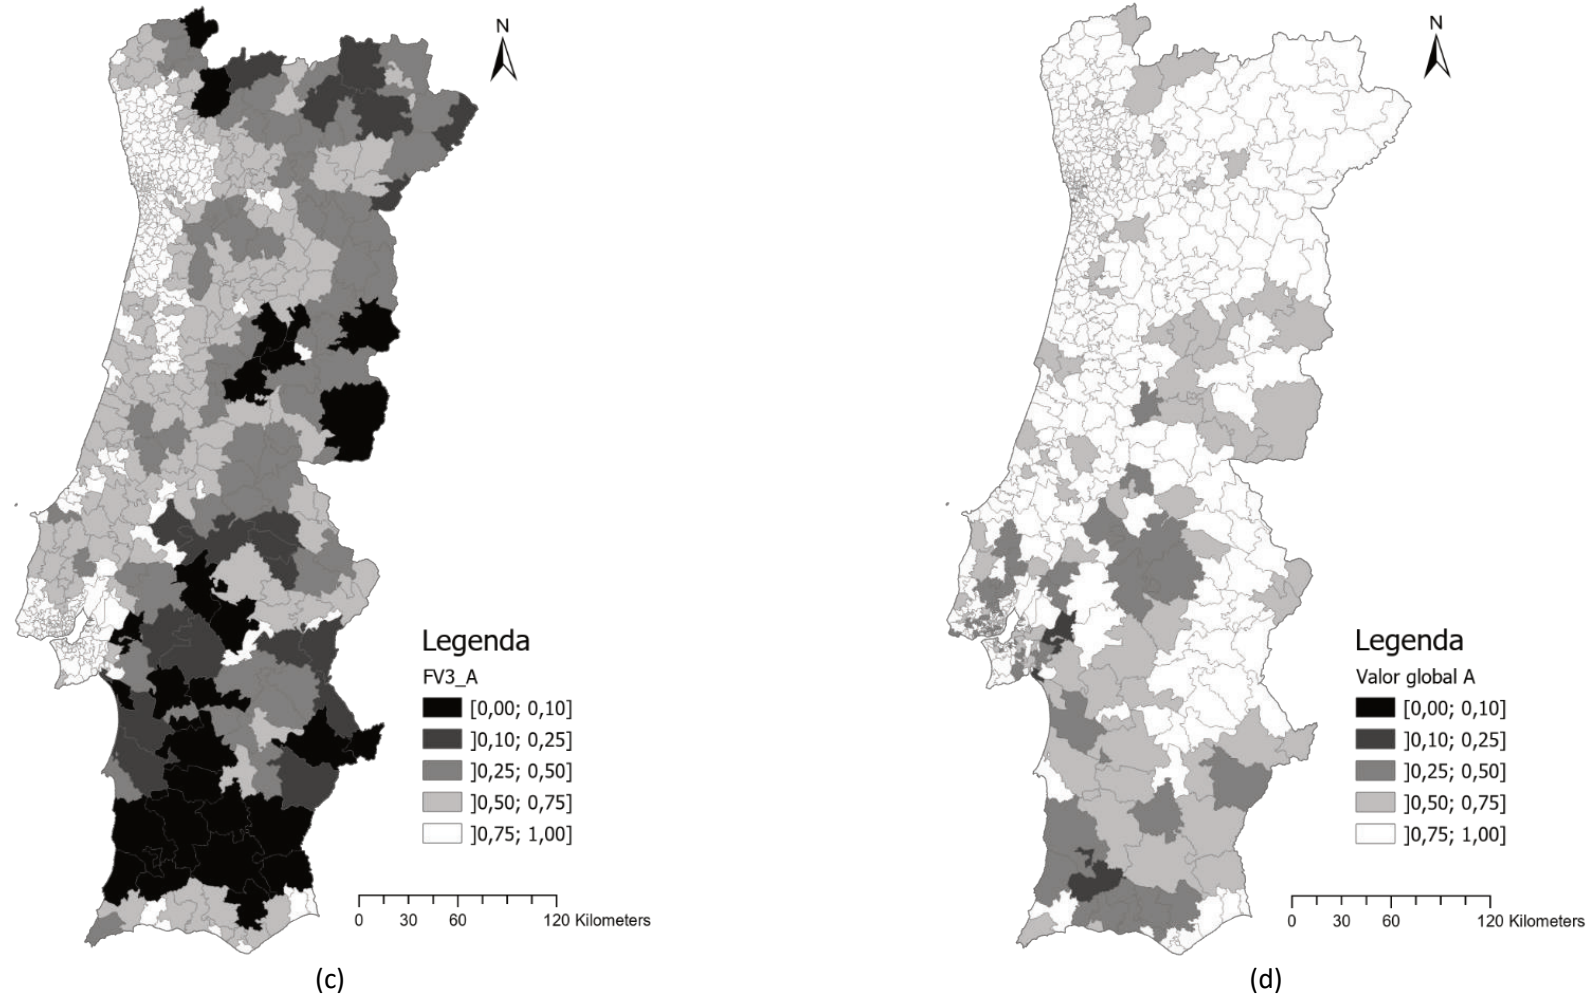 N
Legenda
FV3_A
[0,00; 0,10]
]0,10; 0,25]
]0,25; 0,50]
]0,50; 0,75]
]0,75; 1,00]
0 30 60 120 Kilometers
(c)
N
Legenda
Valor global A
[0,00; 0,10]
]0,10; 0,25]
]0,25; 0,50]
]0,50; 0,75]
]0,75; 1,00]
0 30 60 120 Kilometers
(d)